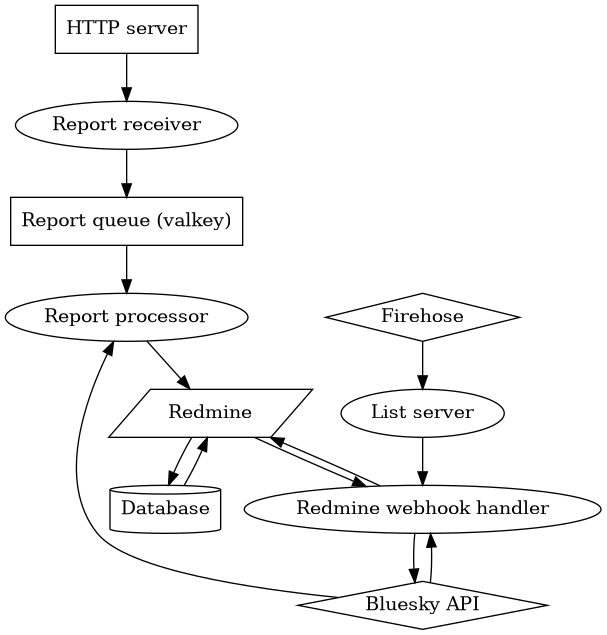 HTTP server
Report receiver
Report queue (valkey)
Report processor
Firehose
Redmine
List server
Database
Redmine webhook handler
Bluesky API